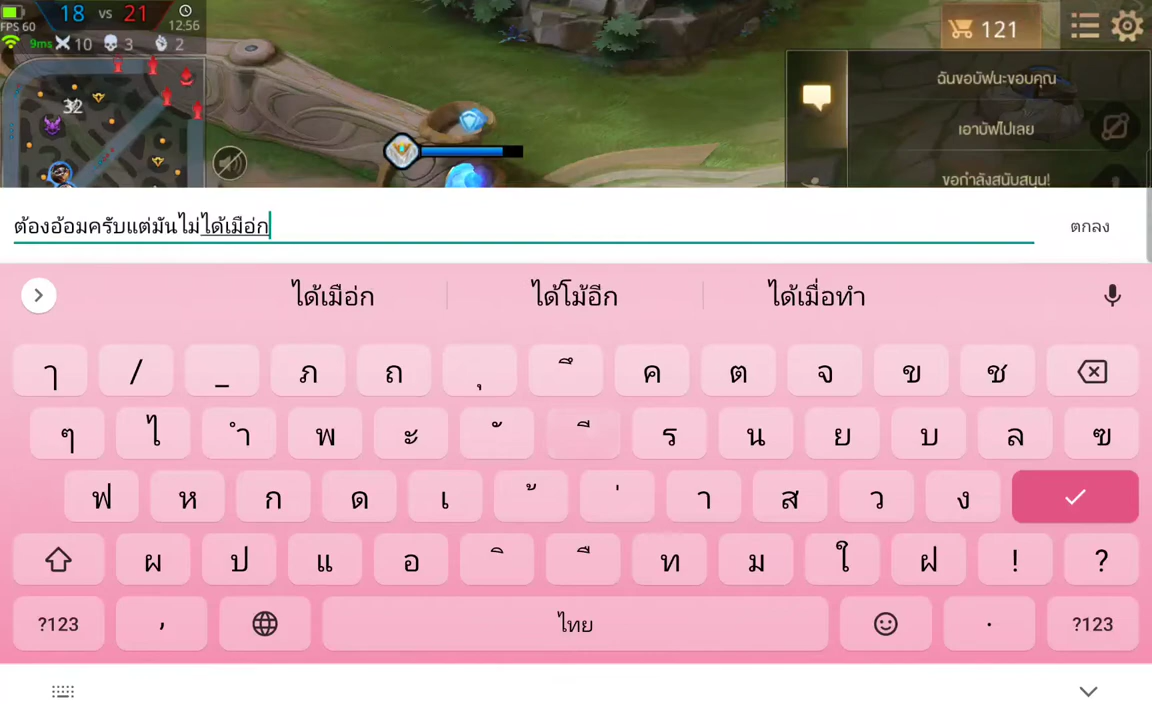 18 vs 21
12:56
FPS 60
9ms 10 3 2
32
121
ฉันขอบัฟนะขอบคุณ
เอาบัฟไปเลย
ขอกำลังสนับสนุน!
ต้องอ้อมครับแต่มันไม่ได้เมือ่ก
ตกลง
ได้เมือ่ก ได้โม้อีก ได้เมื่อทำ
ๅ / _ ภ ถ ุ ึ ค ต จ ข ช
ๆ ไ ำ พ ะ ั ี ร น ย บ ล ฃ
ฟ ห ก ด เ ้ ่ า ส ว ง
ผ ป แ อ ิ ื ท ม ใ ฝ ! ?
?123 , ไทย . ?123